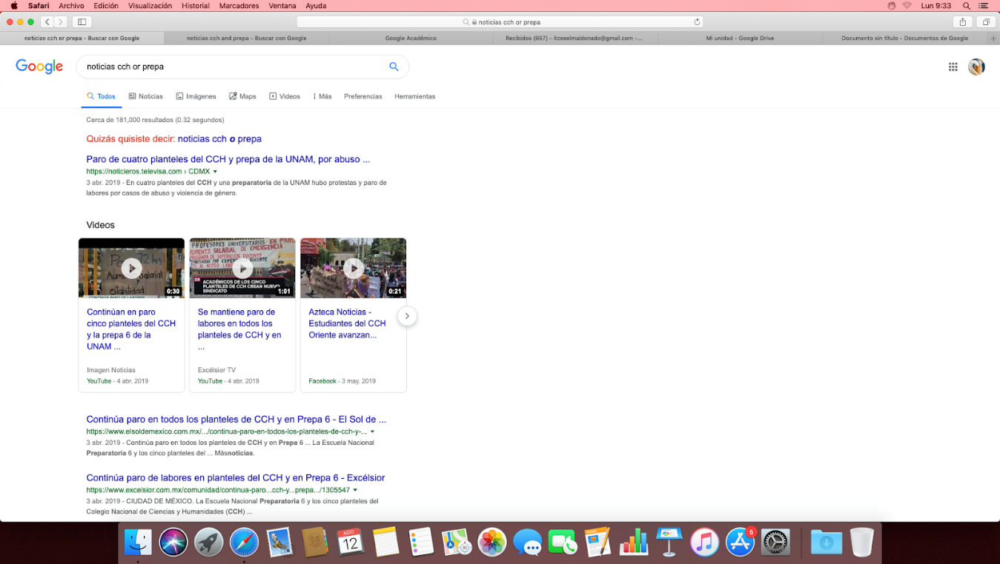 Safari Archivo Edición Visualización Historial Marcadores Ventana Ayuda Lun 9:33
noticias cch or prepa
noticias cch or prepa - Buscar con Google
noticias cch and prepa - Buscar con Google
Google Académico
Recibidos (657) - itzeeelmaldonado@gmail.com -...
Mi unidad - Google Drive
Documento sin título - Documentos de Google
Google
noticias cch or prepa
Todos Noticias Imágenes Maps Videos Más Preferencias Herramientas
Cerca de 181,000 resultados (0.32 segundos)
Quizás quisiste decir: noticias cch o prepa
Paro de cuatro planteles del CCH y prepa de la UNAM, por abuso ...
https://noticieros.televisa.com › CDMX
3 abr. 2019 - En cuatro planteles del CCH y una preparatoria de la UNAM hubo protestas y paro de
labores por casos de abuso y violencia de género.
Videos
0:30
Continúan en paro
cinco planteles del CCH
y la prepa 6 de la
UNAM ...
Imagen Noticias
YouTube - 4 abr. 2019
PROFESORES UNIVERSITARIOS EN PARO
AUMENTO SALARIAL DE EMERGENCIA
ACADÉMICOS DE LOS CINCO
PLANTELES DE CCH CREAN NUEVO
SINDICATO
1:01
Se mantiene paro de
labores en todos los
planteles de CCH y en
...
Excélsior TV
YouTube - 4 abr. 2019
0:21
Azteca Noticias -
Estudiantes del CCH
Oriente avanzan...
Facebook - 3 may. 2019
Continúa paro en todos los planteles de CCH y en Prepa 6 - El Sol de ...
https://www.elsoldemexico.com.mx/.../continua-paro-en-todos-los-planteles-de-cch-y-...
3 abr. 2019 - Continúa paro en todos los planteles de CCH y en Prepa 6 ... La Escuela Nacional
Preparatoria 6 y los cinco planteles del ... Másnoticias.
Continúa paro de labores en planteles del CCH y en Prepa 6 - Excélsior
https://www.excelsior.com.mx/comunidad/continua-paro...cch-y...prepa.../1305547
3 abr. 2019 - CIUDAD DE MÉXICO. La Escuela Nacional Preparatoria 6 y los cinco planteles del
Colegio Nacional de Ciencias y Humanidades (CCH) ...
AGO
12
5